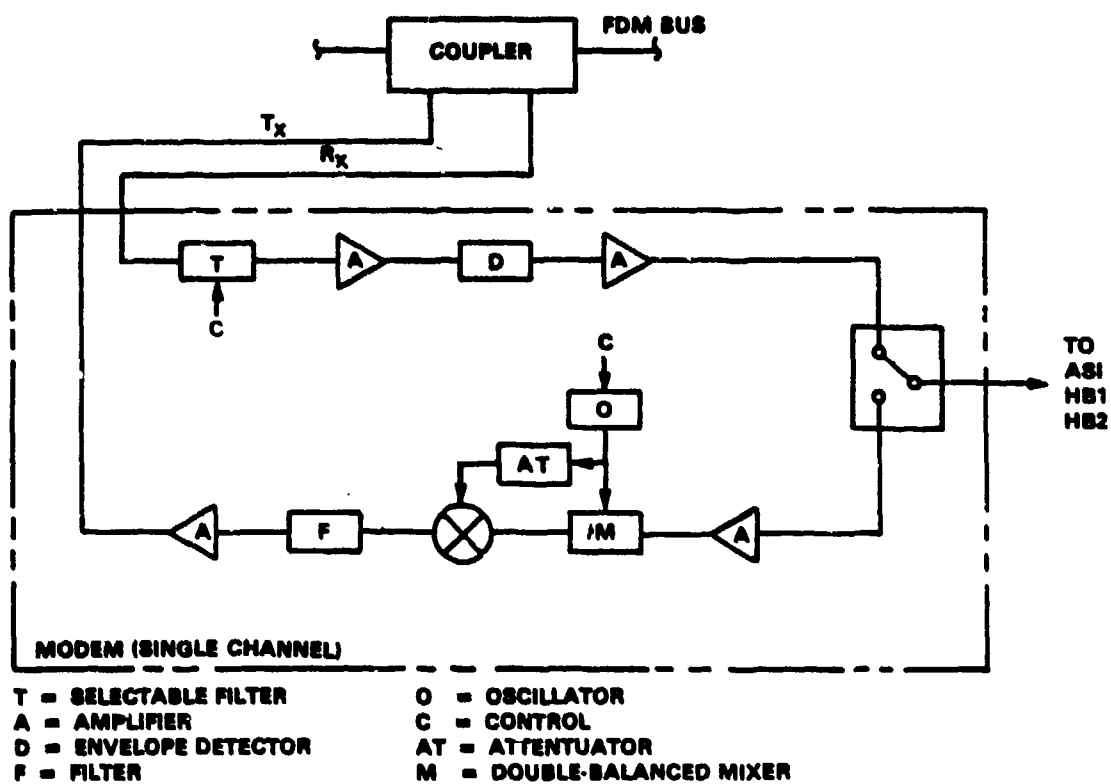 FDM BUS
COUPLER
Tx
Rx
T
A
D
A
C
C
O
AT
TO
ASI
HB1
HB2
A
F
M
A
MODEM (SINGLE CHANNEL)
T = SELECTABLE FILTER
A = AMPLIFIER
D = ENVELOPE DETECTOR
F = FILTER
O = OSCILLATOR
C = CONTROL
AT = ATTENTUATOR
M = DOUBLE-BALANCED MIXER